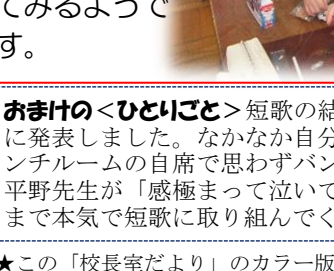 てみるようで
す。
おまけの＜ひとりごと＞短歌の結
に発表しました。なかなか自分
ンチルームの自席で思わずバン
平野先生が「感極まって泣いて
まで本気で短歌に取り組んでく
★この「校長室だより」のカラー版